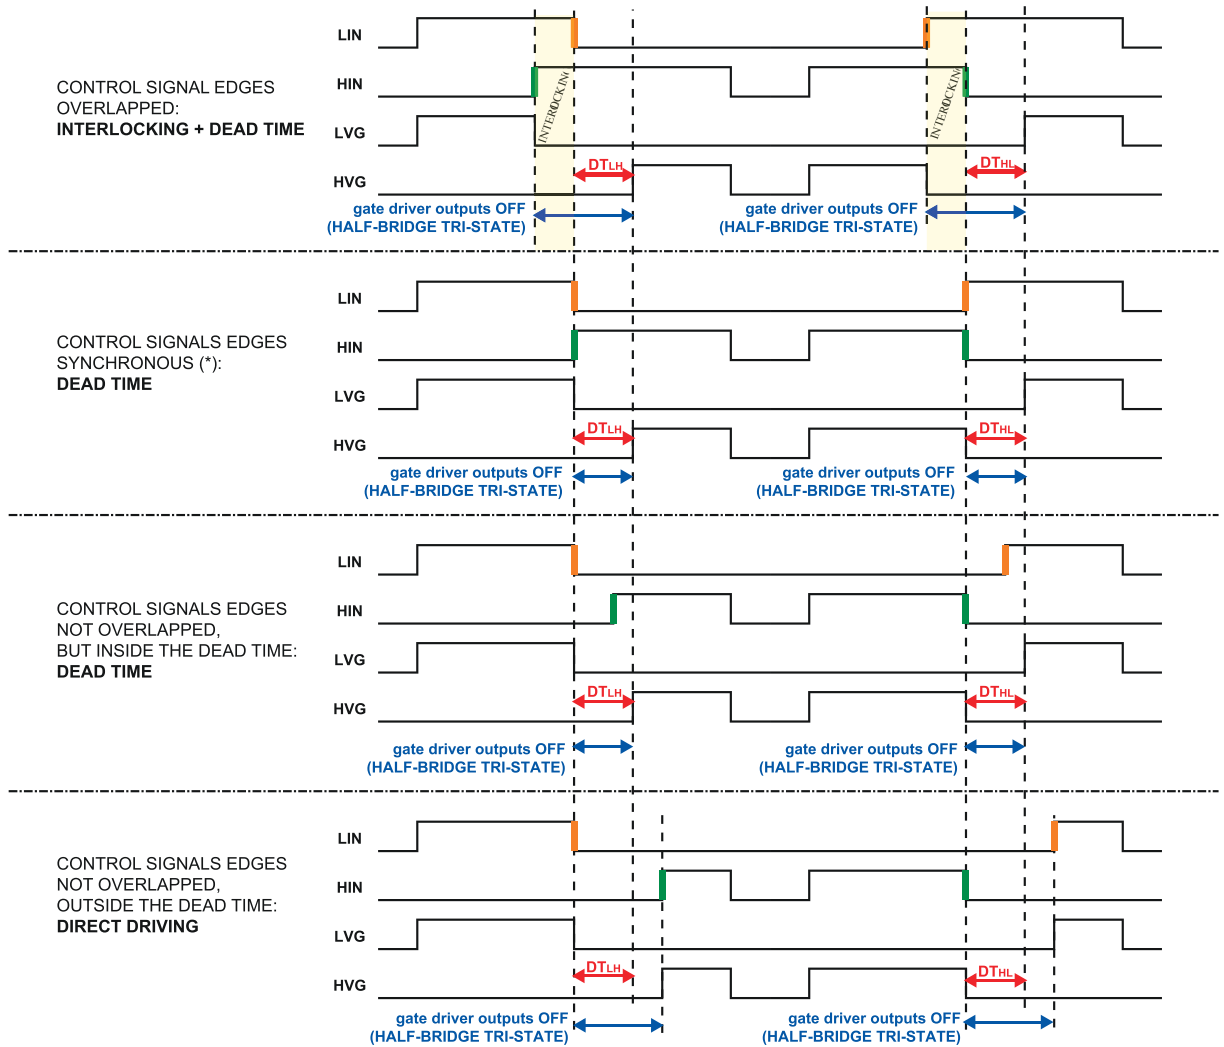 LIN
HIN
LVG
HVG
CONTROL SIGNAL EDGES
OVERLAPPED:
INTERLOCKING + DEAD TIME
INTERLOCKING
INTERLOCKING
DTLH
DTHL
gate driver outputs OFF
(HALF-BRIDGE TRI-STATE)
gate driver outputs OFF
(HALF-BRIDGE TRI-STATE)
LIN
HIN
LVG
HVG
CONTROL SIGNALS EDGES
SYNCHRONOUS (*):
DEAD TIME
DTLH
DTHL
gate driver outputs OFF
(HALF-BRIDGE TRI-STATE)
gate driver outputs OFF
(HALF-BRIDGE TRI-STATE)
LIN
HIN
LVG
HVG
CONTROL SIGNALS EDGES
NOT OVERLAPPED,
BUT INSIDE THE DEAD TIME:
DEAD TIME
DTLH
DTHL
gate driver outputs OFF
(HALF-BRIDGE TRI-STATE)
gate driver outputs OFF
(HALF-BRIDGE TRI-STATE)
LIN
HIN
LVG
HVG
CONTROL SIGNALS EDGES
NOT OVERLAPPED,
OUTSIDE THE DEAD TIME:
DIRECT DRIVING
DTLH
DTHL
gate driver outputs OFF
(HALF-BRIDGE TRI-STATE)
gate driver outputs OFF
(HALF-BRIDGE TRI-STATE)